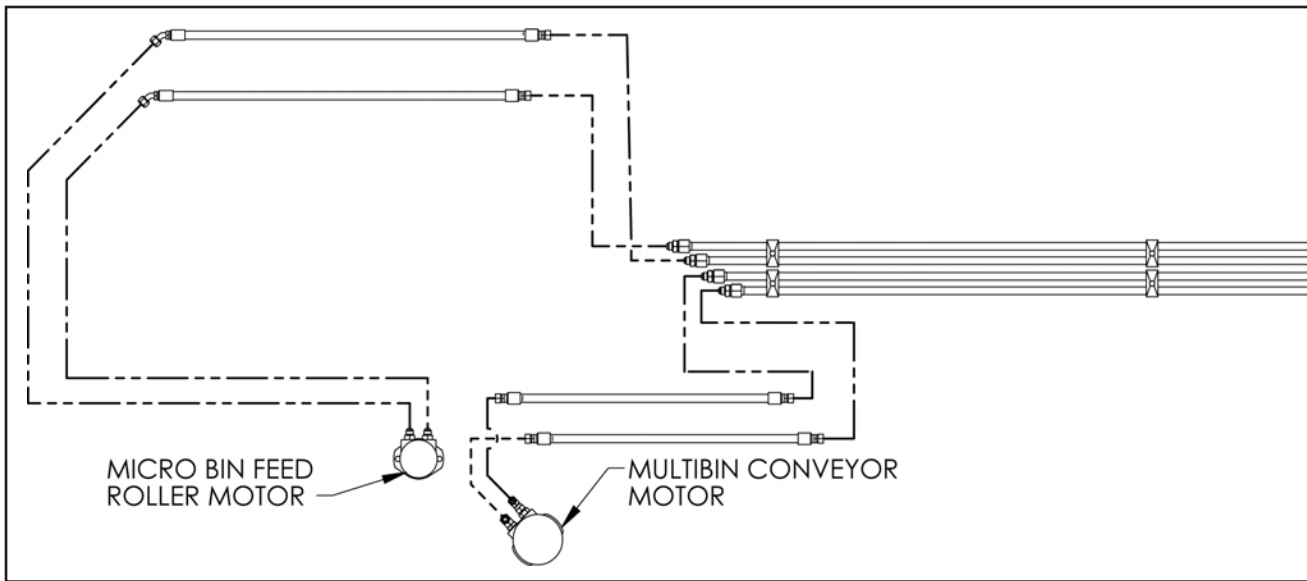 MICRO BIN FEED
ROLLER MOTOR
MULTIBIN CONVEYOR
MOTOR